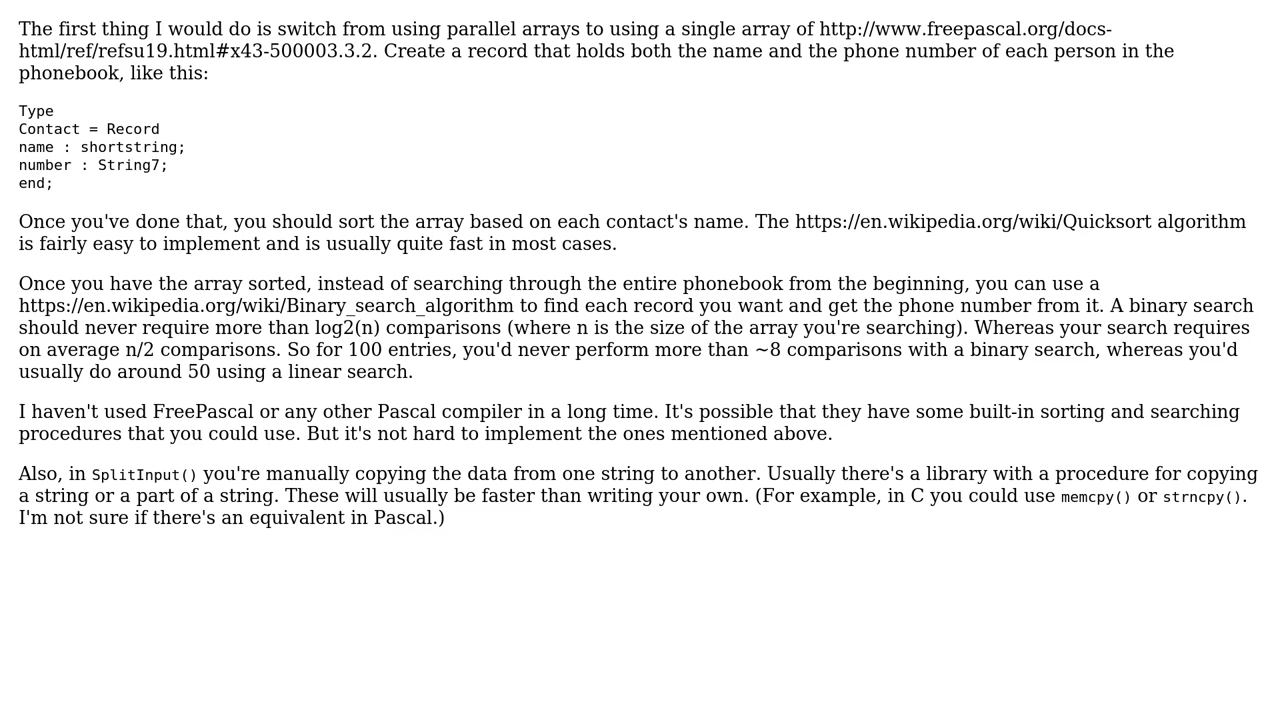 The first thing I would do is switch from using parallel arrays to using a single array of http://www.freepascal.org/docs-
html/ref/refsu19.html#x43-500003.3.2. Create a record that holds both the name and the phone number of each person in the
phonebook, like this:
Type
Contact = Record
name : shortstring;
number : String7;
end;
Once you've done that, you should sort the array based on each contact's name. The https://en.wikipedia.org/wiki/Quicksort algorithm
is fairly easy to implement and is usually quite fast in most cases.
Once you have the array sorted, instead of searching through the entire phonebook from the beginning, you can use a
https://en.wikipedia.org/wiki/Binary_search_algorithm to find each record you want and get the phone number from it. A binary search
should never require more than log2(n) comparisons (where n is the size of the array you're searching). Whereas your search requires
on average n/2 comparisons. So for 100 entries, you'd never perform more than ~8 comparisons with a binary search, whereas you'd
usually do around 50 using a linear search.
I haven't used FreePascal or any other Pascal compiler in a long time. It's possible that they have some built-in sorting and searching
procedures that you could use. But it's not hard to implement the ones mentioned above.
Also, in SplitInput() you're manually copying the data from one string to another. Usually there's a library with a procedure for copying
a string or a part of a string. These will usually be faster than writing your own. (For example, in C you could use memcpy() or strncpy().
I'm not sure if there's an equivalent in Pascal.)